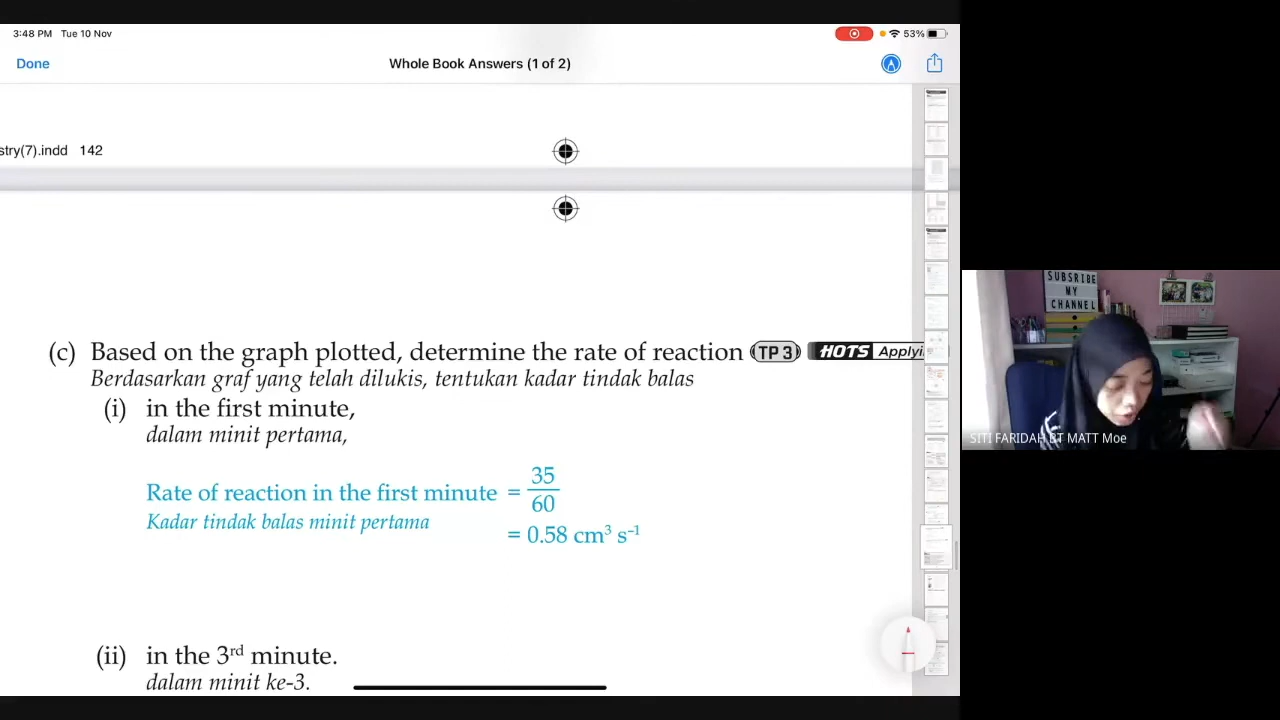 3:48 PM Tue 10 Nov
53%
Done
Whole Book Answers (1 of 2)
stry(7).indd 142
(c) Based on the graph plotted, determine the rate of reaction TP 3 HOTS Applyi
Berdasarkan graf yang telah dilukis, tentukan kadar tindak balas
(i) in the first minute,
dalam minit pertama,
Rate of reaction in the first minute = 35/60
Kadar tindak balas minit pertama
= 0.58 cm³ s⁻¹
(ii) in the 3rd minute.
dalam minit ke-3.
SUBSRIBE
MY
CHANNEL
SITI FARIDAH BT MATT Moe